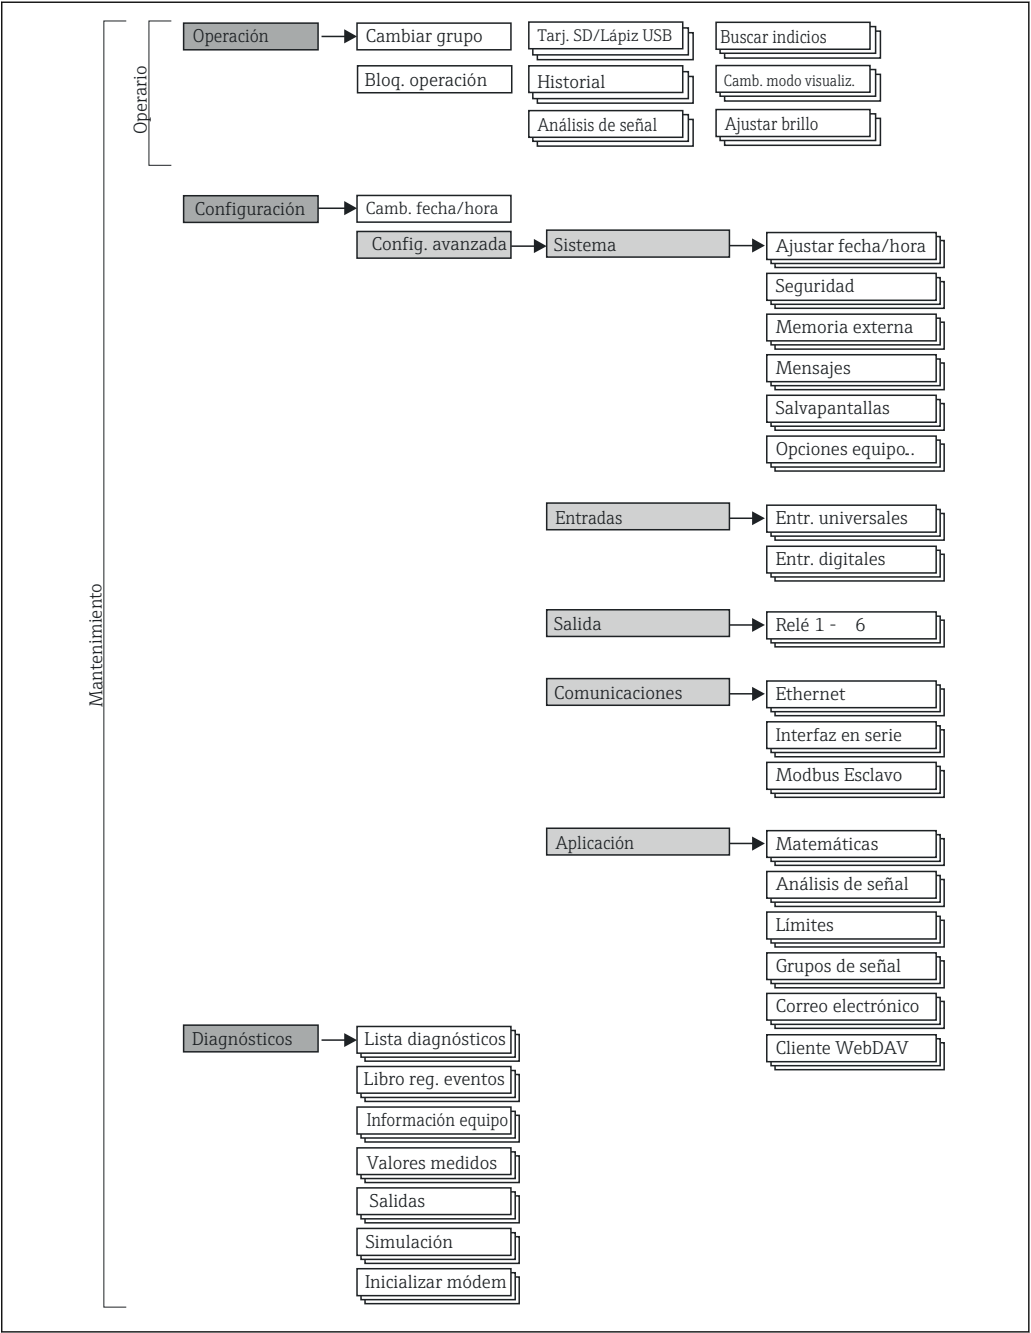 Mantenimiento
Operario
Operación
Cambiar grupo
Bloq. operación
Tarj. SD/Lápiz USB
Historial
Análisis de señal
Buscar indicios
Camb. modo visualiz.
Ajustar brillo
Configuración
Camb. fecha/hora
Config. avanzada
Sistema
Ajustar fecha/hora
Seguridad
Memoria externa
Mensajes
Salvapantallas
Opciones equipo...
Entradas
Entr. universales
Entr. digitales
Salida
Relé 1 - 6
Comunicaciones
Ethernet
Interfaz en serie
Modbus Esclavo
Aplicación
Matemáticas
Análisis de señal
Límites
Grupos de señal
Correo electrónico
Cliente WebDAV
Diagnósticos
Lista diagnósticos
Libro reg. eventos
Información equipo
Valores medidos
Salidas
Simulación
Inicializar módem